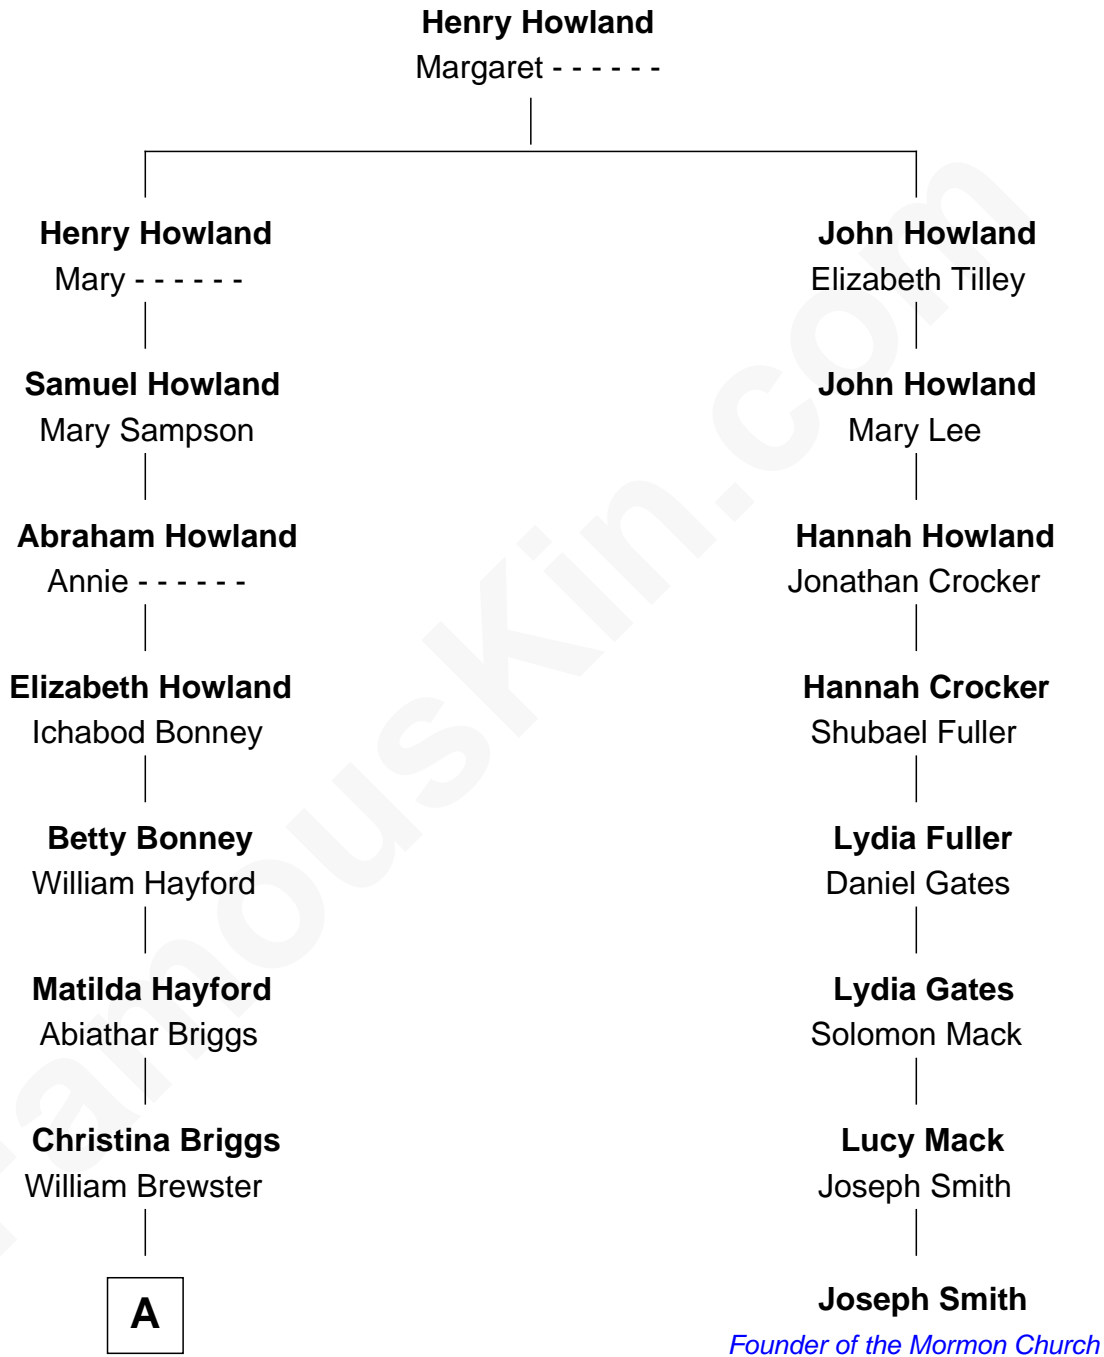 Henry Howland
Margaret - - - - - -
Henry Howland
Mary - - - - - -
John Howland
Elizabeth Tilley
Samuel Howland
Mary Sampson
John Howland
Mary Lee
Abraham Howland
Annie - - - - - -
Hannah Howland
Jonathan Crocker
Elizabeth Howland
Ichabod Bonney
Hannah Crocker
Shubael Fuller
Betty Bonney
William Hayford
Lydia Fuller
Daniel Gates
Matilda Hayford
Abiathar Briggs
Lydia Gates
Solomon Mack
Christina Briggs
William Brewster
Lucy Mack
Joseph Smith
A
Joseph Smith
Founder of the Mormon Church
FamousKin.com